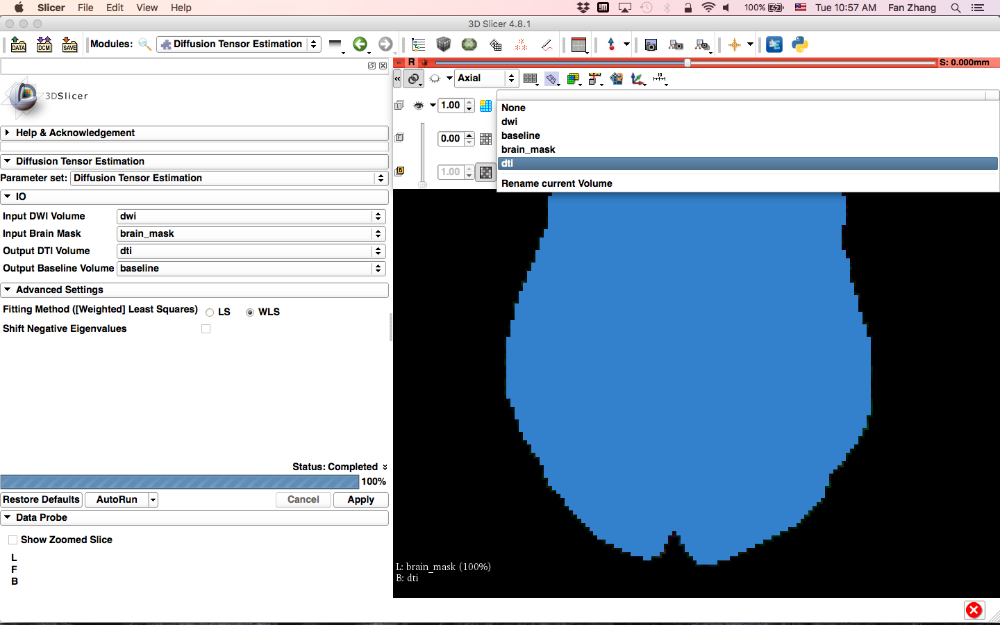 Slicer File Edit View Help 100% Tue 10:57 AM Fan Zhang
3D Slicer 4.8.1
DATA DCM SAVE Modules: Diffusion Tensor Estimation
R S: 0.000mm
Axial
3DSlicer
L 1.00
None
dwi
F 0.00
baseline
brain_mask
B 1.00
dti
Rename current Volume
Help & Acknowledgement
Diffusion Tensor Estimation
Parameter set: Diffusion Tensor Estimation
IO
Input DWI Volume dwi
Input Brain Mask brain_mask
Output DTI Volume dti
Output Baseline Volume baseline
Advanced Settings
Fitting Method ([Weighted] Least Squares) LS WLS
Shift Negative Eigenvalues
Status: Completed
100%
Restore Defaults AutoRun Cancel Apply
Data Probe
Show Zoomed Slice
L
F
B
L: brain_mask (100%)
B: dti